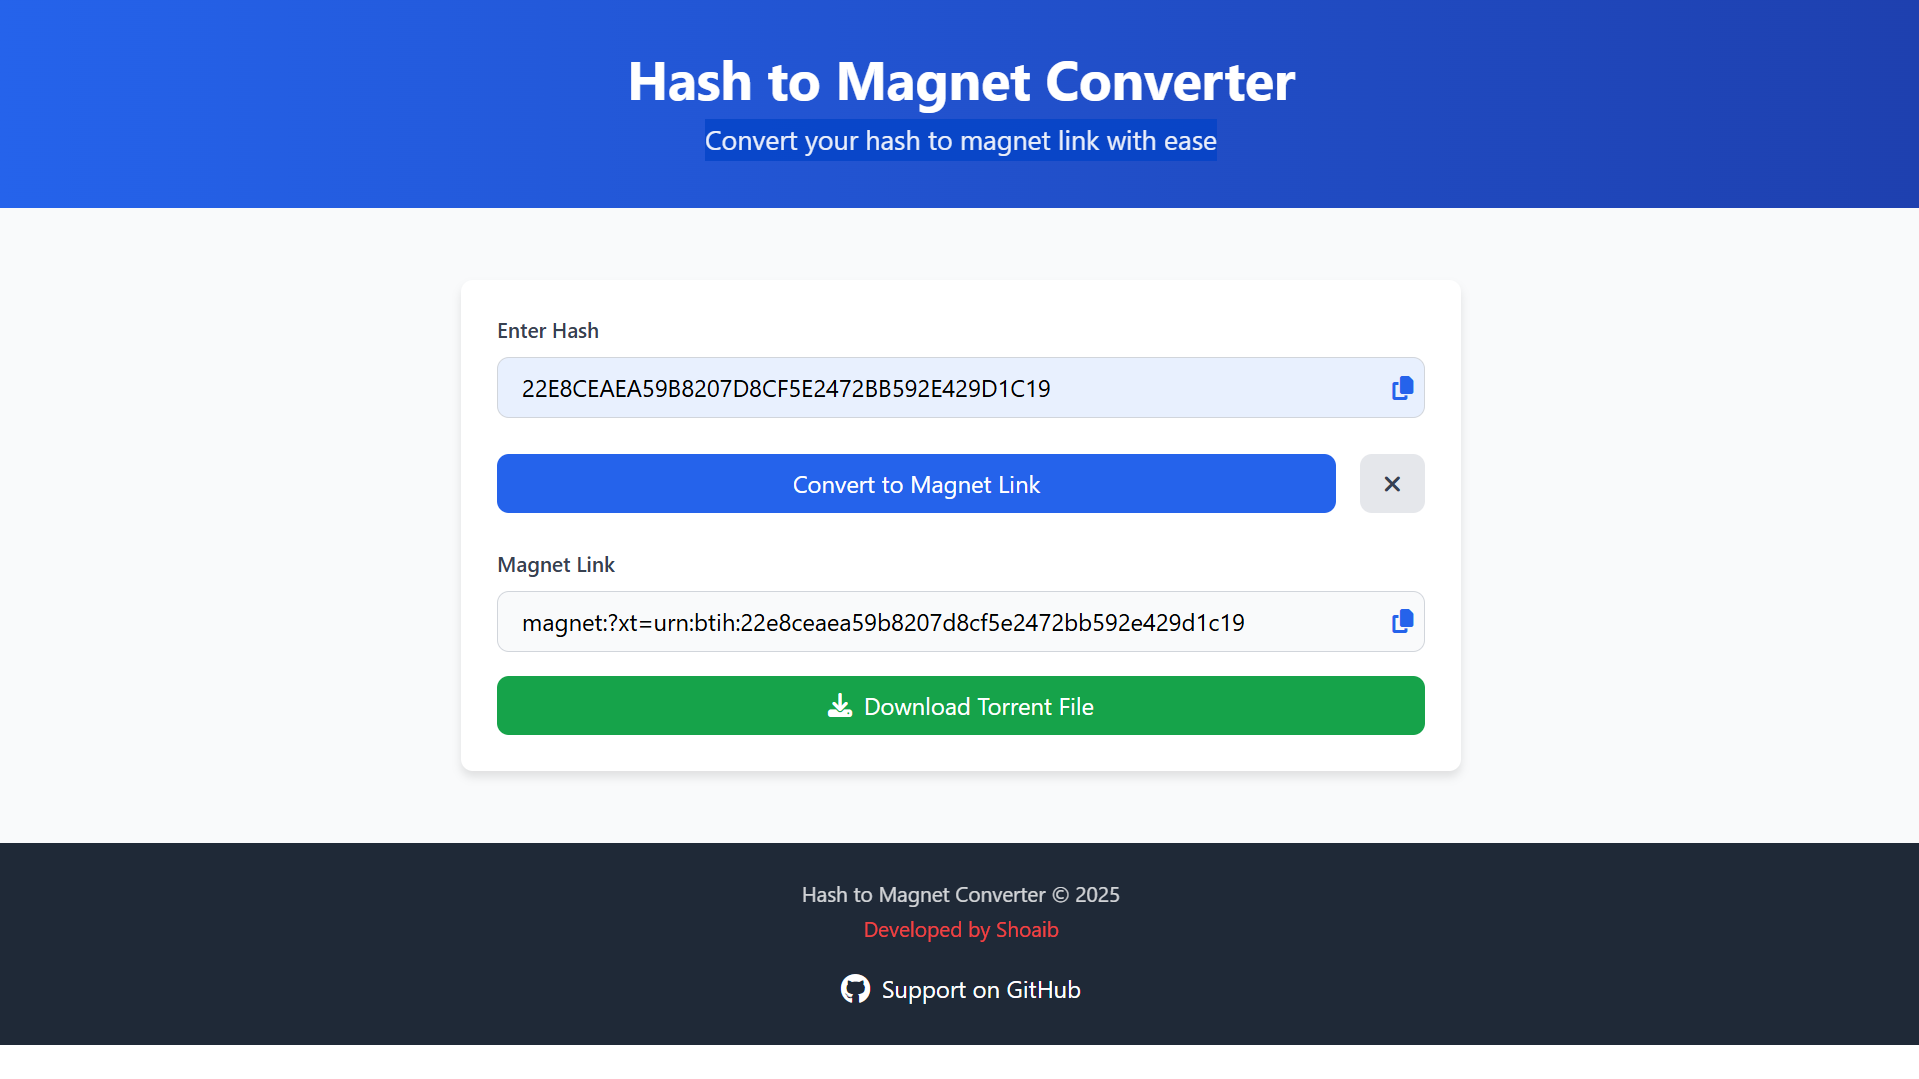 Hash to Magnet Converter
Convert your hash to magnet link with ease
Enter Hash
22E8CEAEA59B8207D8CF5E2472BB592E429D1C19
Convert to Magnet Link
Magnet Link
magnet:?xt=urn:btih:22e8ceaea59b8207d8cf5e2472bb592e429d1c19
Download Torrent File
Hash to Magnet Converter © 2025
Developed by Shoaib
Support on GitHub